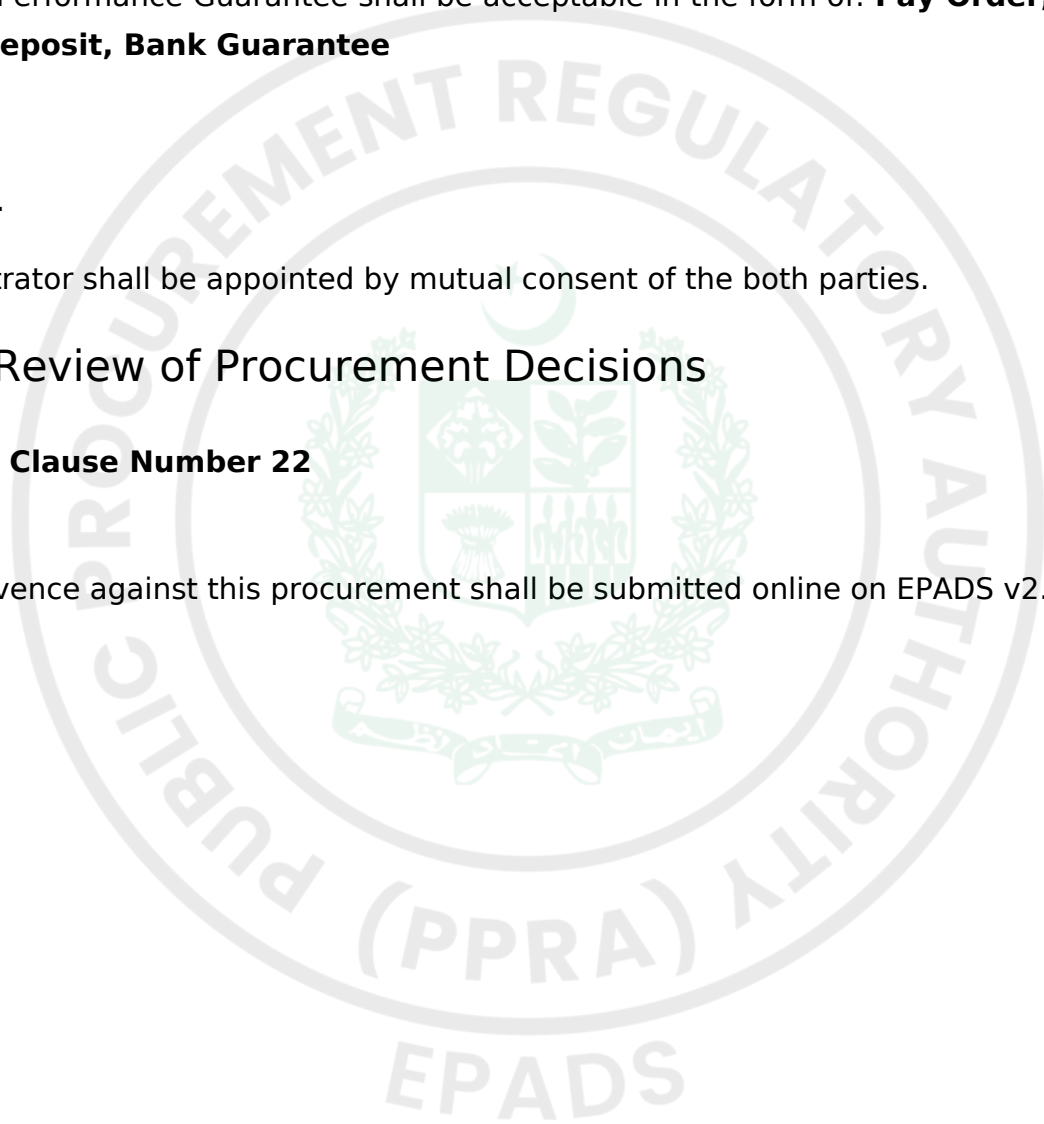 Performance Guarantee shall be acceptable in the form of: Pay Order,
eposit, Bank Guarantee
.
trator shall be appointed by mutual consent of the both parties.
Review of Procurement Decisions
Clause Number 22
vence against this procurement shall be submitted online on EPADS v2.
PUBLIC PROCUREMENT REGULATORY AUTHORITY
(PPRA)
EPADS